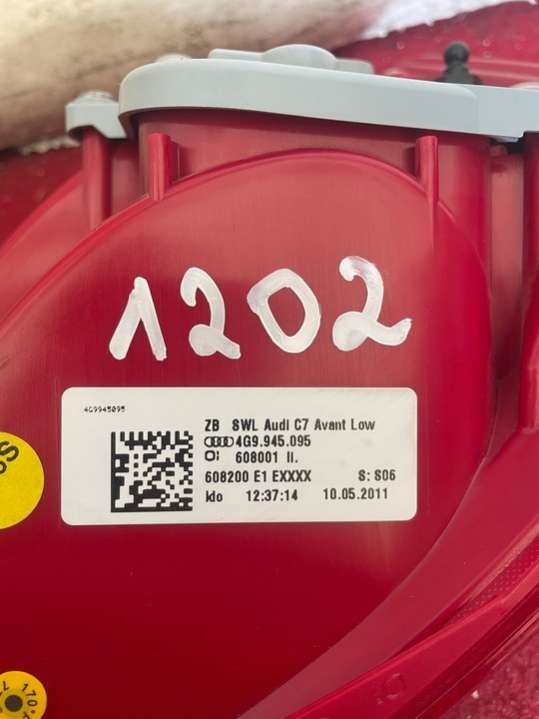 1202
4G9945095
ZB SWL Audi C7 Avant Low
4G9.945.095
608001 li.
608200 E1 EXXXX S: S06
kdo 12:37:14 10.05.2011